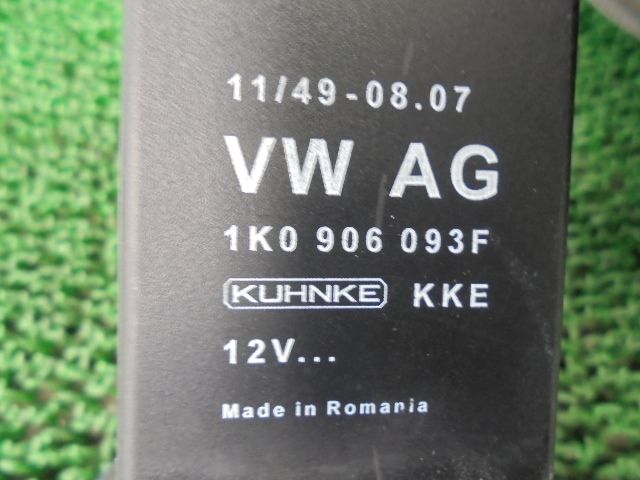 11/49-08.07
VW AG
1K0 906 093F
KUHNKE KKE
12V...
Made in Romania